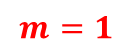 m = 1